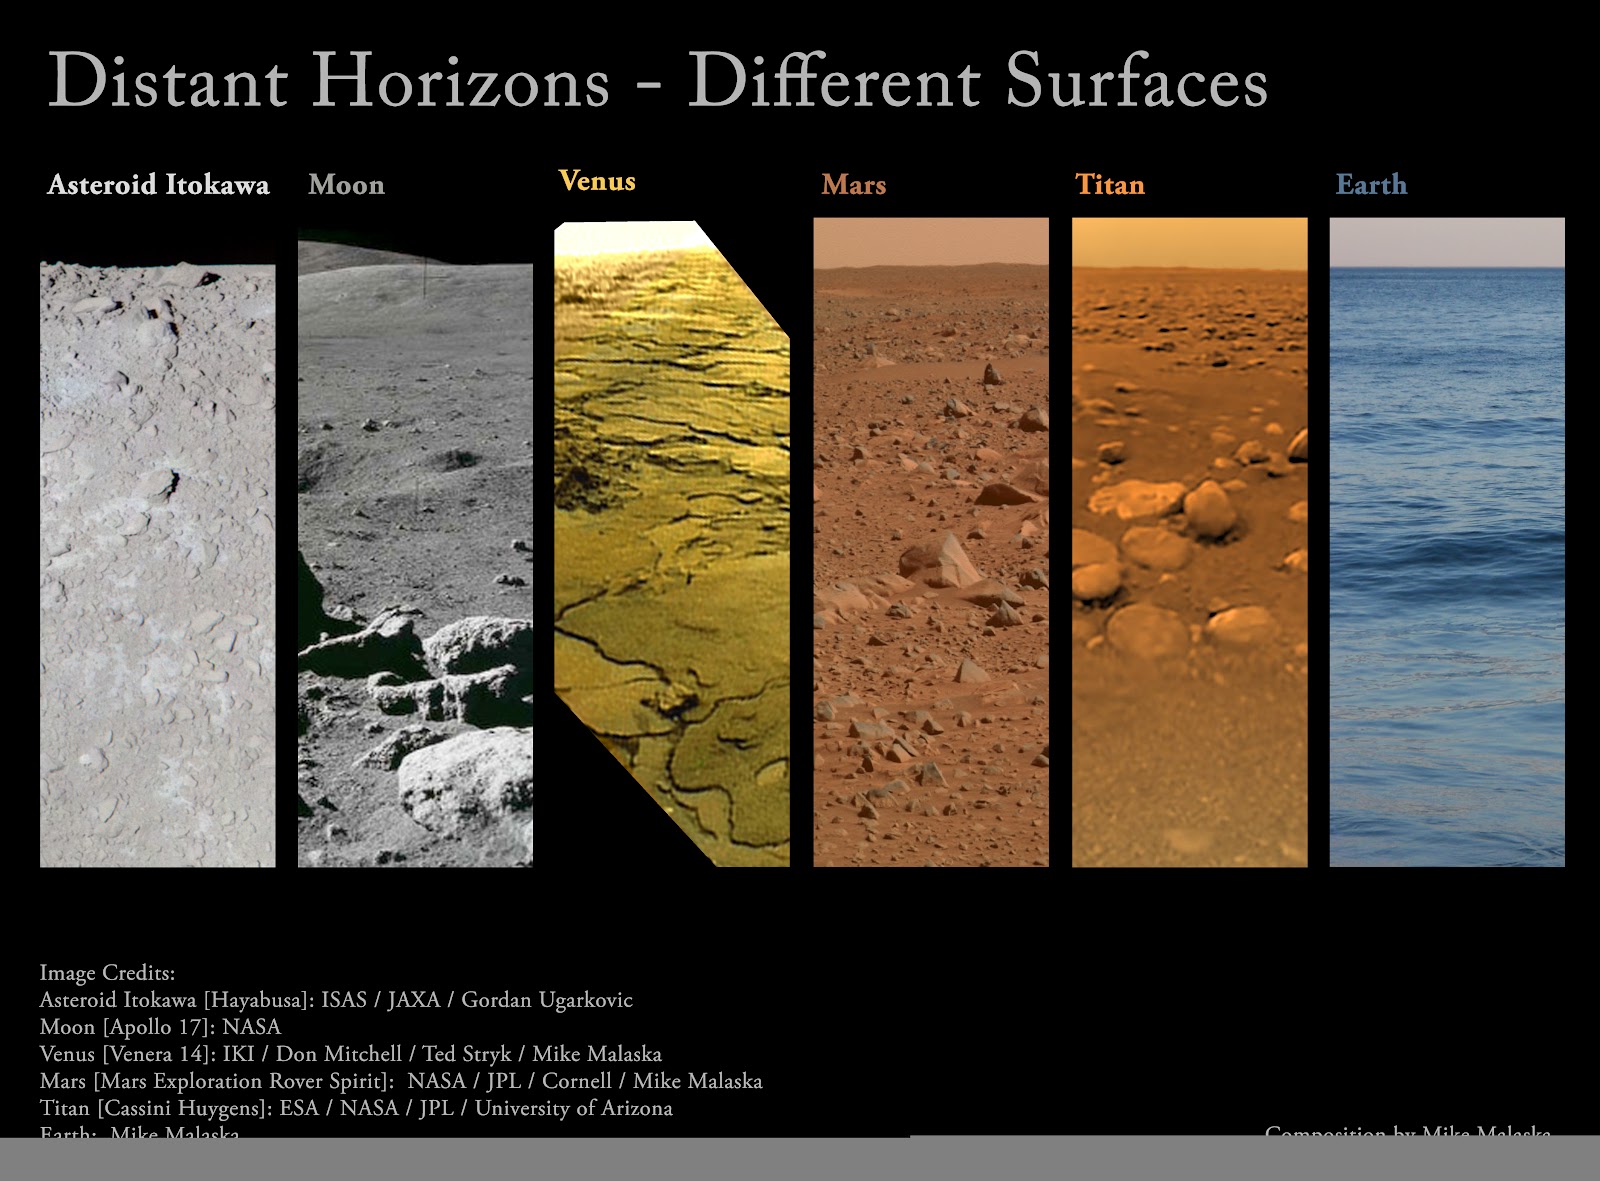 Distant Horizons - Different Surfaces
Asteroid Itokawa
Moon
Venus
Mars
Titan
Earth
Image Credits:
Asteroid Itokawa [Hayabusa]: ISAS / JAXA / Gordan Ugarkovic
Moon [Apollo 17]: NASA
Venus [Venera 14]: IKI / Don Mitchell / Ted Stryk / Mike Malaska
Mars [Mars Exploration Rover Spirit]:  NASA / JPL / Cornell / Mike Malaska
Titan [Cassini Huygens]: ESA / NASA / JPL / University of Arizona
Earth:  Mike Malaska
Composition by Mike Malaska